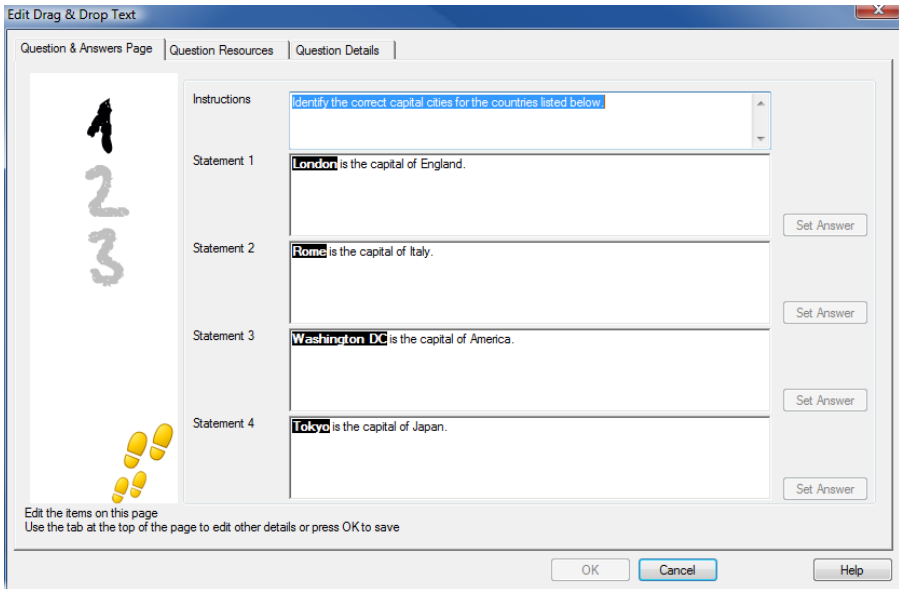 Edit Drag & Drop Text
X
Question & Answers Page
Question Resources
Question Details
1
2
3
Instructions
Identify the correct capital cities for the countries listed below.
Statement 1
London is the capital of England.
Set Answer
Statement 2
Rome is the capital of Italy.
Set Answer
Statement 3
Washington DC is the capital of America.
Set Answer
Statement 4
Tokyo is the capital of Japan.
Set Answer
Edit the items on this page
Use the tab at the top of the page to edit other details or press OK to save
OK
Cancel
Help